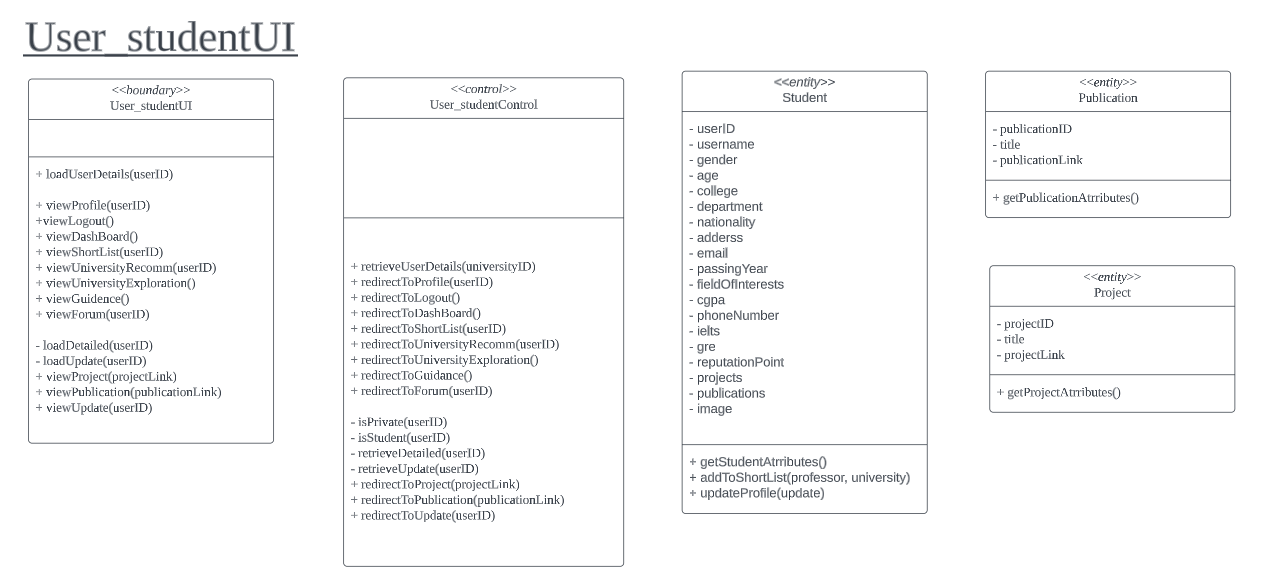 User_studentUI
<<boundary>>
User_studentUI
+ loadUserDetails(userID)
+ viewProfile(userID)
+viewLogout()
+ viewDashBoard()
+ viewShortList(userID)
+ viewUniversityRecomm(userID)
+ viewUniversityExploration()
+ viewGuidence()
+ viewForum(userID)
- loadDetailed(userID)
- loadUpdate(userID)
+ viewProject(projectLink)
+ viewPublication(publicationLink)
+ viewUpdate(userID)
<<control>>
User_studentControl
+ retrieveUserDetails(universityID)
+ redirectToProfile(userID)
+ redirectToLogout()
+ redirectToDashBoard()
+ redirectToShortList(userID)
+ redirectToUniversityRecomm(userID)
+ redirectToUniversityExploration()
+ redirectToGuidance()
+ redirectToForum(userID)
- isPrivate(userID)
- isStudent(userID)
- retrieveDetailed(userID)
- retrieveUpdate(userID)
+ redirectToProject(projectLink)
+ redirectToPublication(publicationLink)
+ redirectToUpdate(userID)
<<entity>>
Student
- userID
- username
- gender
- age
- college
- department
- nationality
- adderss
- email
- passingYear
- fieldOfInterests
- cgpa
- phoneNumber
- ielts
- gre
- reputationPoint
- projects
- publications
- image
+ getStudentAtrributes()
+ addToShortList(professor, university)
+ updateProfile(update)
<<entity>>
Publication
- publicationID
- title
- publicationLink
+ getPublicationAtrributes()
<<entity>>
Project
- projectID
- title
- projectLink
+ getProjectAtrributes()